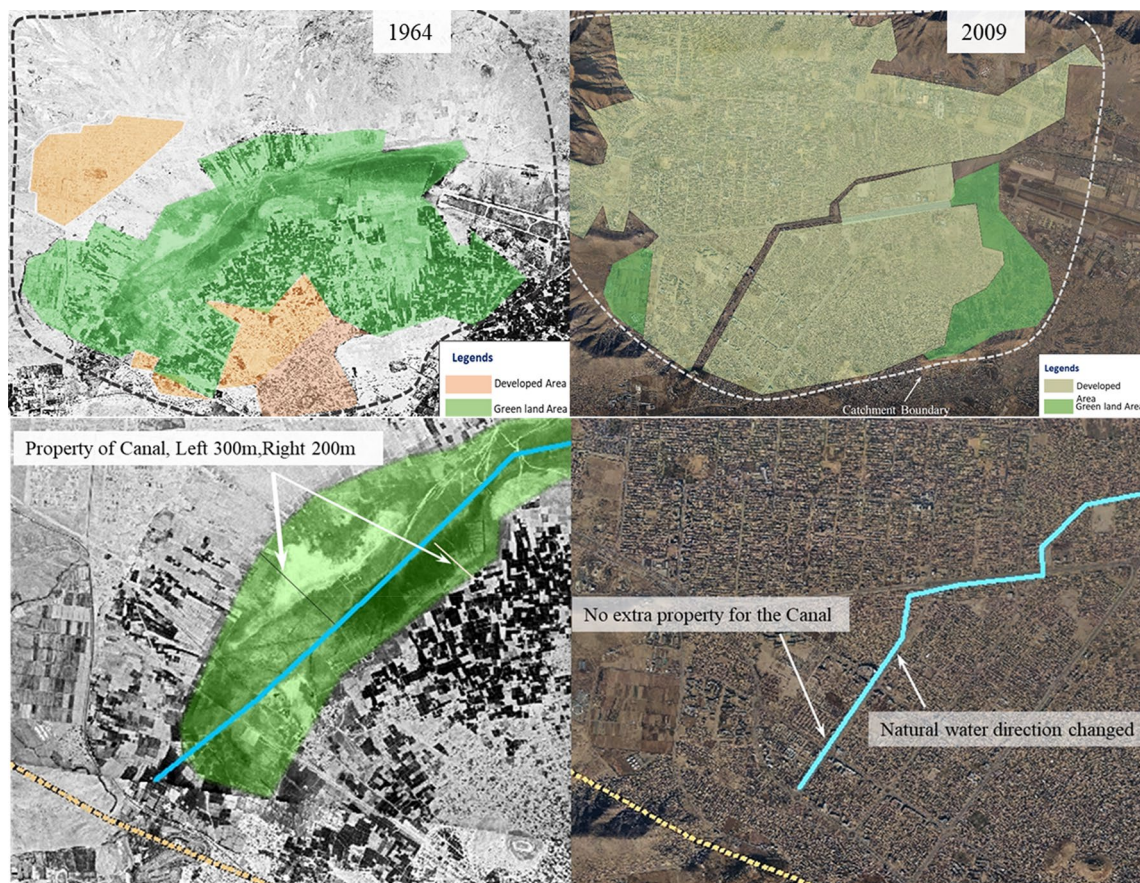 1964
2009
Legends
Developed Area
Green land Area
Legends
Developed
Area
Green land Area
Catchment Boundary
Property of Canal, Left 300m,Right 200m
No extra property for the Canal
Natural water direction changed